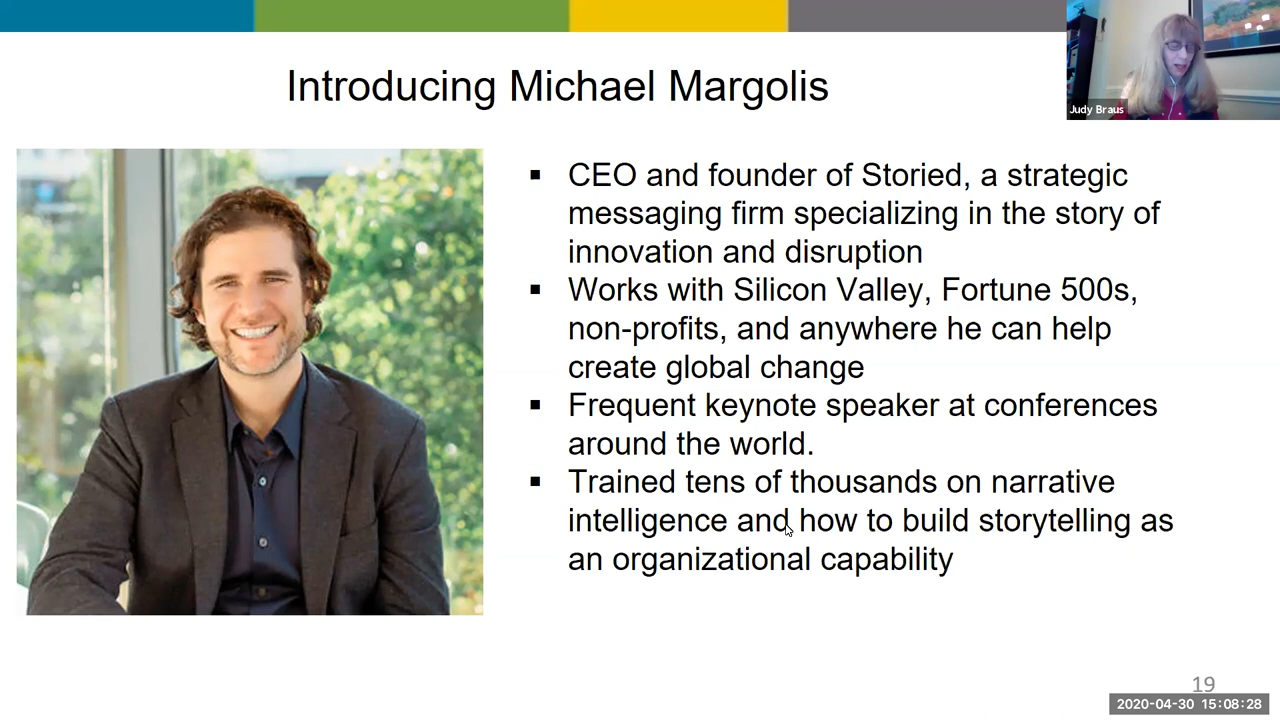 Introducing Michael Margolis
Judy Braus
▪ CEO and founder of Storied, a strategic
messaging firm specializing in the story of
innovation and disruption
▪ Works with Silicon Valley, Fortune 500s,
non-profits, and anywhere he can help
create global change
▪ Frequent keynote speaker at conferences
around the world.
▪ Trained tens of thousands on narrative
intelligence and how to build storytelling as
an organizational capability
19
2020-04-30 15:08:28